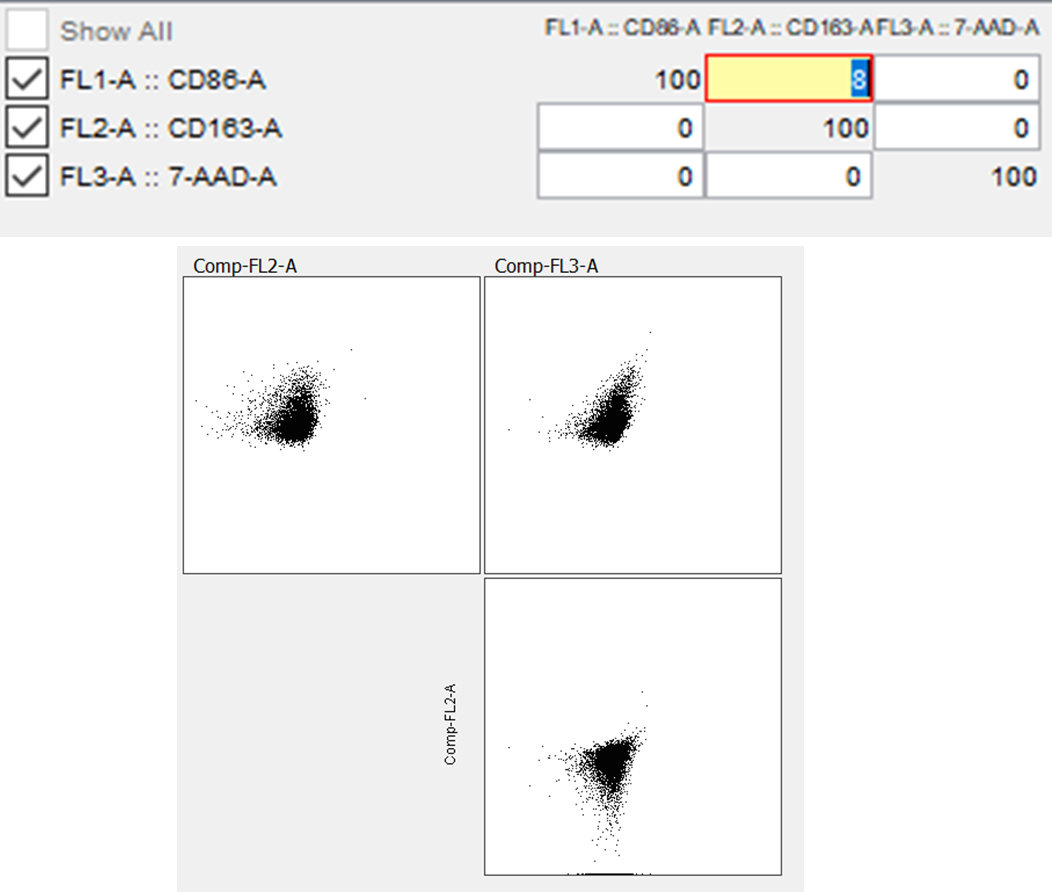 Show All FL1-A :: CD86-A FL2-A :: CD163-A FL3-A :: 7-AAD-A
FL1-A :: CD86-A 100 8 0
FL2-A :: CD163-A 0 100 0
FL3-A :: 7-AAD-A 0 0 100
Comp-FL2-A Comp-FL3-A
Comp-FL2-A